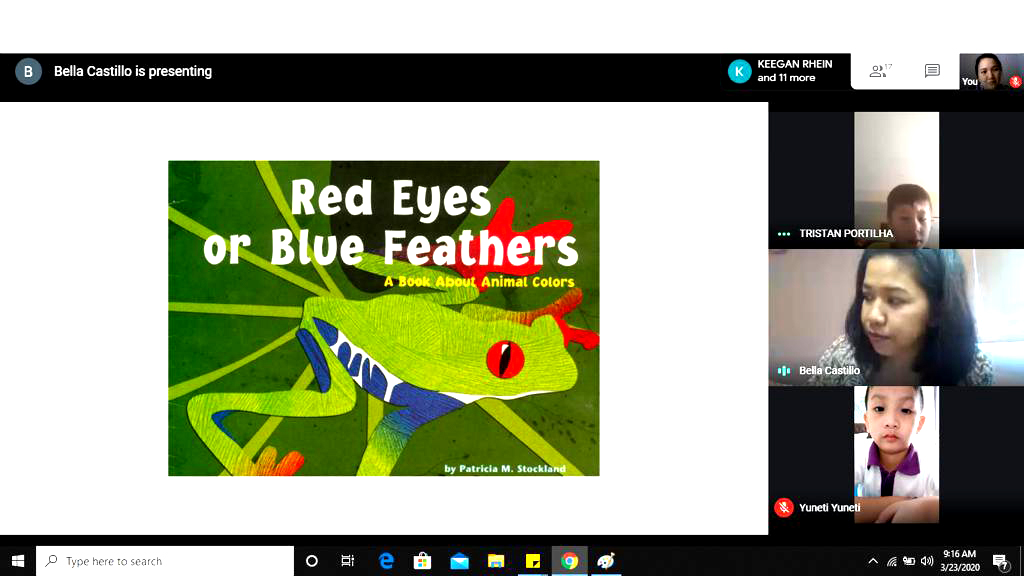 B
Bella Castillo is presenting
K
KEEGAN RHEIN
and 11 more
17
You
Red Eyes
or Blue Feathers
A Book About Animal Colors
by Patricia M. Stockland
TRISTAN PORTILHA
Bella Castillo
Yuneti Yuneti
Type here to search
9:16 AM
3/23/2020
7